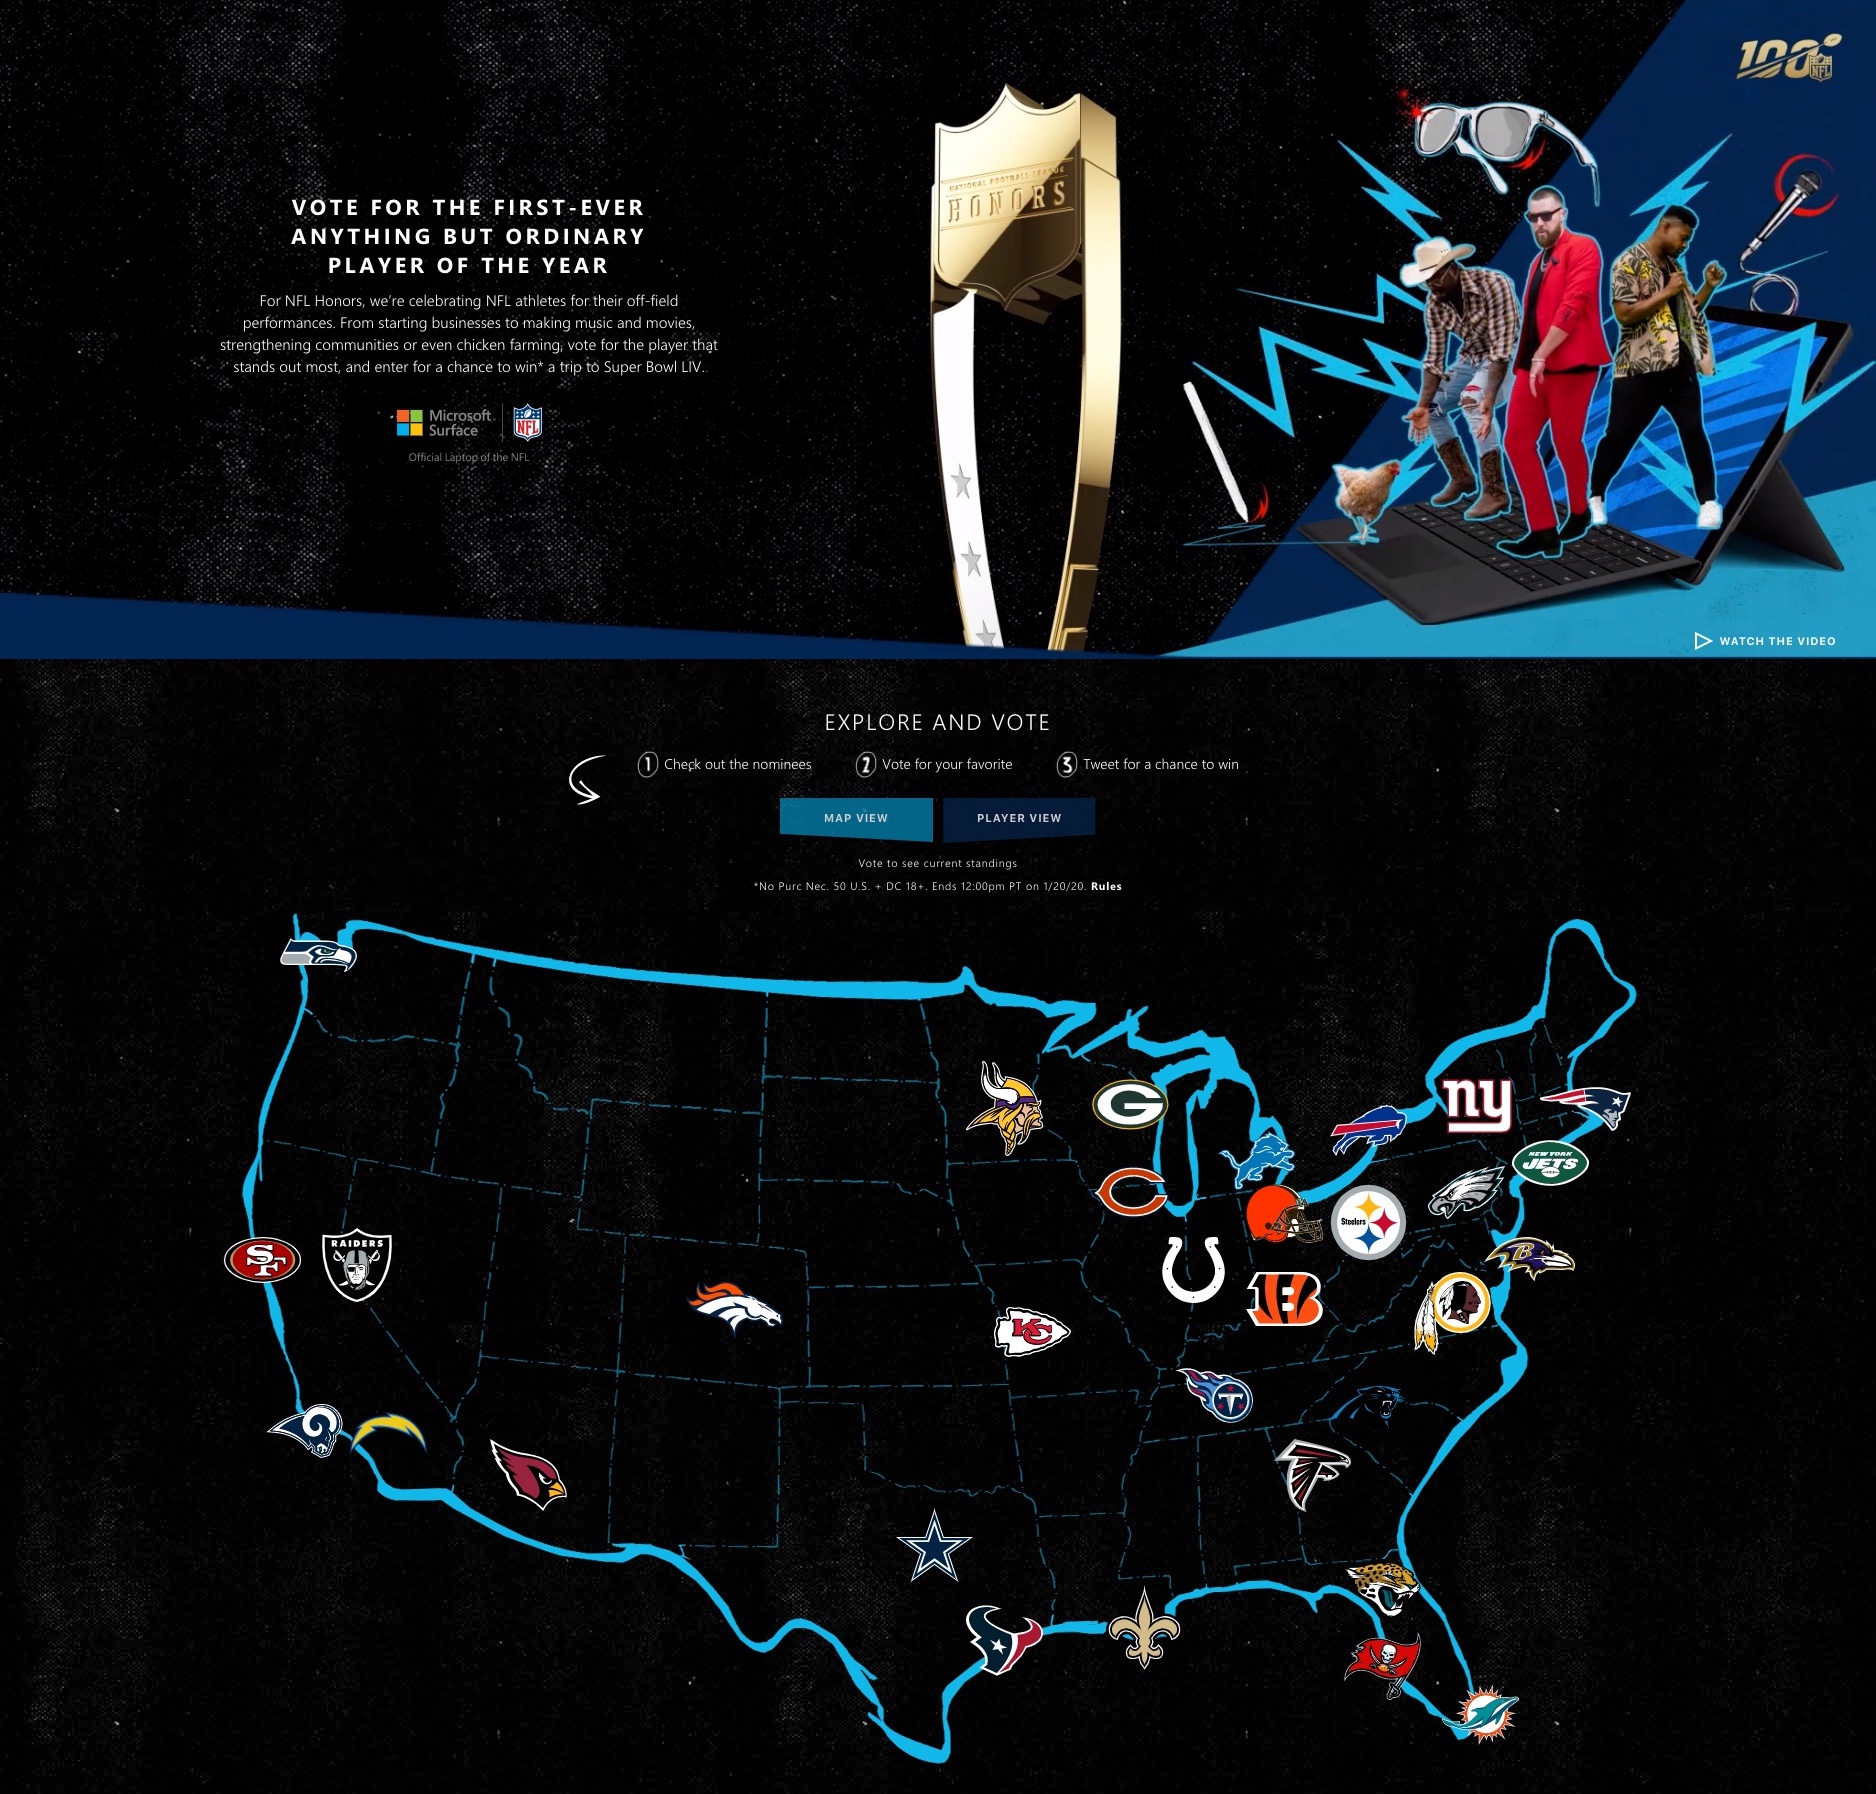 100
NFL
NATIONAL FOOTBALL LEAGUE
HONORS
VOTE FOR THE FIRST-EVER
ANYTHING BUT ORDINARY
PLAYER OF THE YEAR
For NFL Honors, we're celebrating NFL athletes for their off-field
performances. From starting businesses to making music and movies,
strengthening communities or even chicken farming, vote for the player that
stands out most, and enter for a chance to win* a trip to Super Bowl LIV.
Microsoft
Surface
NFL
Official Laptop of the NFL
WATCH THE VIDEO
EXPLORE AND VOTE
1 Check out the nominees
2 Vote for your favorite
3 Tweet for a chance to win
MAP VIEW
PLAYER VIEW
Vote to see current standings
*No Purc Nec. 50 U.S. + DC 18+. Ends 12:00pm PT on 1/20/20. Rules
G
ny
NEW YORK
JETS
C
Steelers
SF
RAIDERS
B
B
KC
T